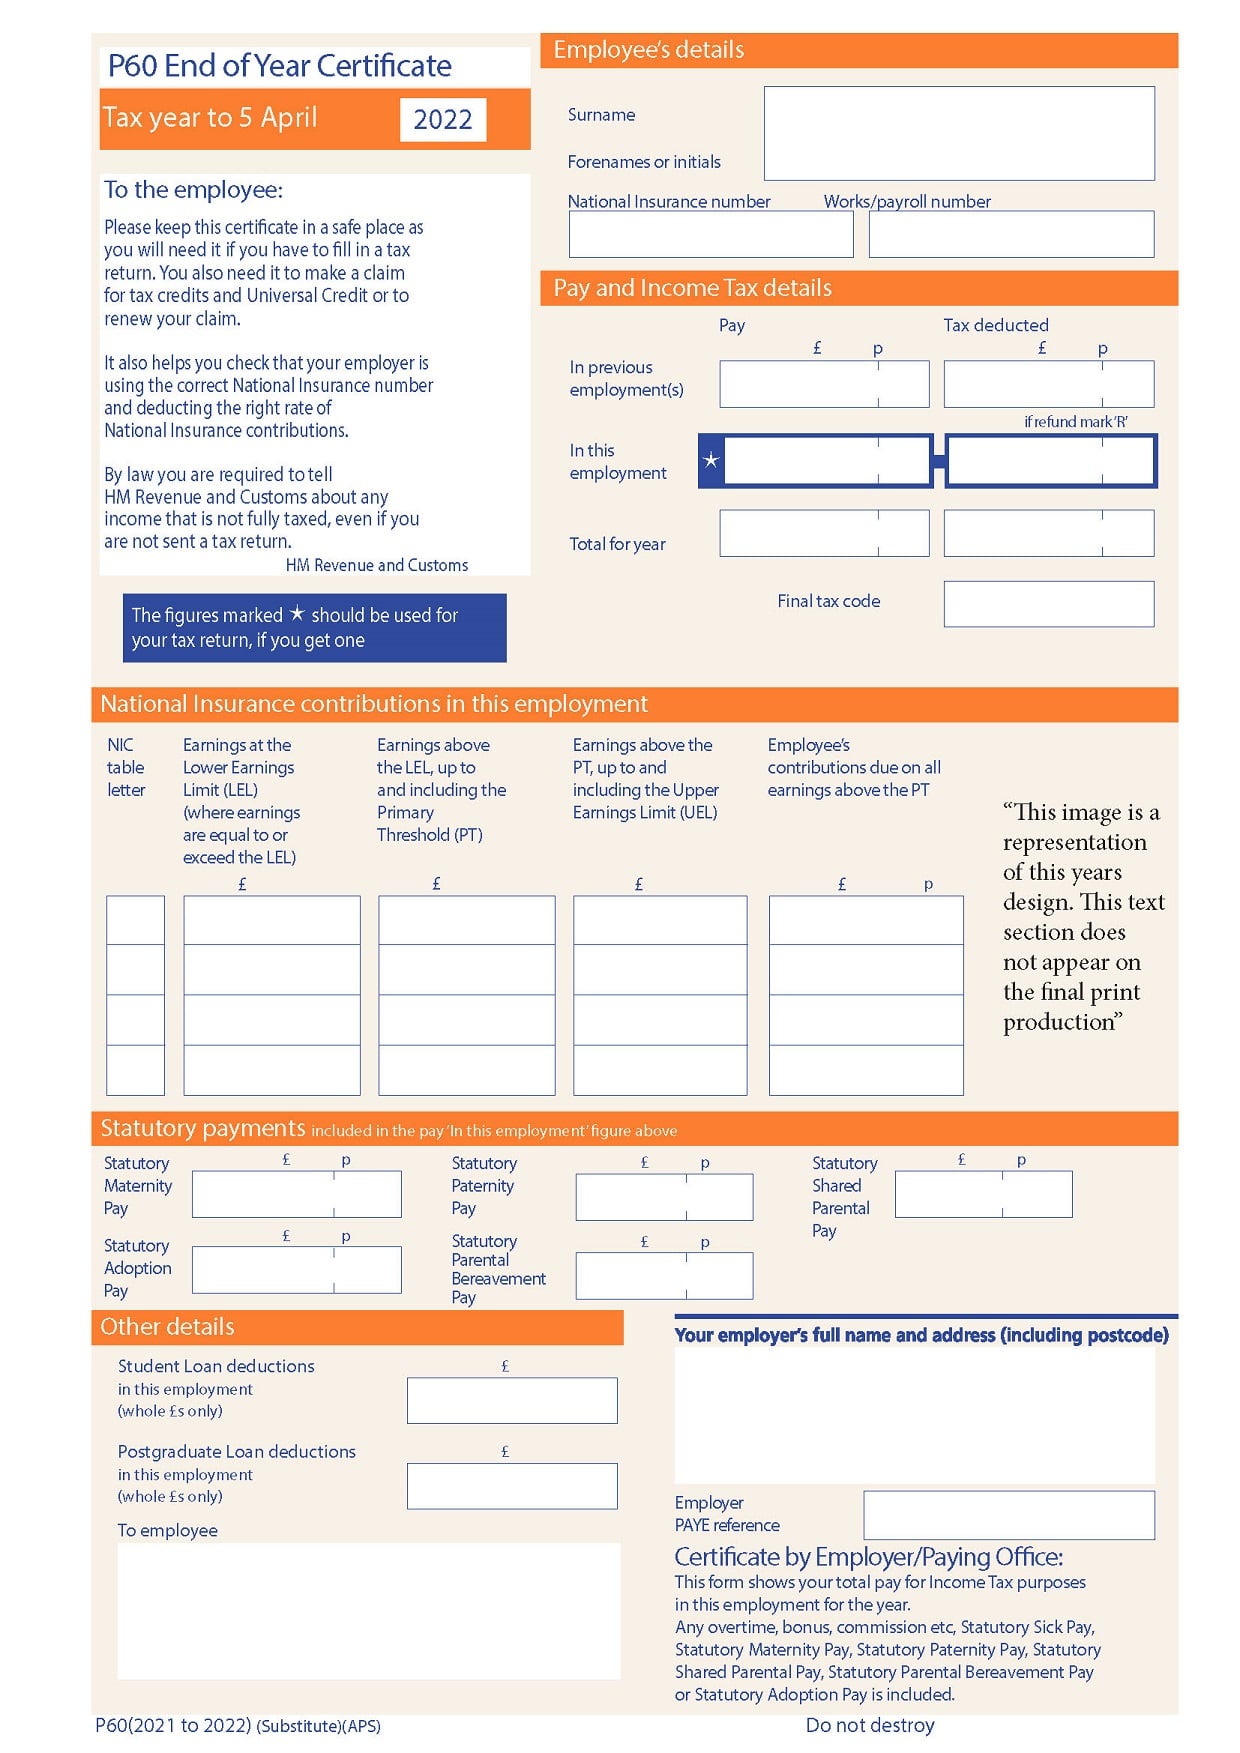 P60 End of Year Certificate
Tax year to 5 April 2022
To the employee:
Please keep this certificate in a safe place as
you will need it if you have to fill in a tax
return. You also need it to make a claim
for tax credits and Universal Credit or to
renew your claim.
It also helps you check that your employer is
using the correct National Insurance number
and deducting the right rate of
National Insurance contributions.
By law you are required to tell
HM Revenue and Customs about any
income that is not fully taxed, even if you
are not sent a tax return.
HM Revenue and Customs
The figures marked ★ should be used for
your tax return, if you get one
Employee's details
Surname
Forenames or initials
National Insurance number Works/payroll number
Pay and Income Tax details
Pay Tax deducted
£ p £ p
In previous
employment(s)
if refund mark 'R'
In this
employment
★
Total for year
Final tax code
National Insurance contributions in this employment
NIC
table
letter
Earnings at the
Lower Earnings
Limit (LEL)
(where earnings
are equal to or
exceed the LEL)
£
Earnings above
the LEL, up to
and including the
Primary
Threshold (PT)
£
Earnings above the
PT, up to and
including the Upper
Earnings Limit (UEL)
£
Employee's
contributions due on all
earnings above the PT
£ p
“This image is a
representation
of this years
design. This text
section does
not appear on
the final print
production”
Statutory payments included in the pay 'In this employment' figure above
Statutory
Maternity
Pay
£ p
Statutory
Paternity
Pay
£ p
Statutory
Shared
Parental
Pay
£ p
Statutory
Adoption
Pay
£ p
Statutory
Parental
Bereavement
Pay
£ p
Other details
Student Loan deductions
in this employment
(whole £s only)
£
Postgraduate Loan deductions
in this employment
(whole £s only)
£
To employee
Your employer's full name and address (including postcode)
Employer
PAYE reference
Certificate by Employer/Paying Office:
This form shows your total pay for Income Tax purposes
in this employment for the year.
Any overtime, bonus, commission etc, Statutory Sick Pay,
Statutory Maternity Pay, Statutory Paternity Pay, Statutory
Shared Parental Pay, Statutory Parental Bereavement Pay
or Statutory Adoption Pay is included.
P60(2021 to 2022) (Substitute)(APS)
Do not destroy